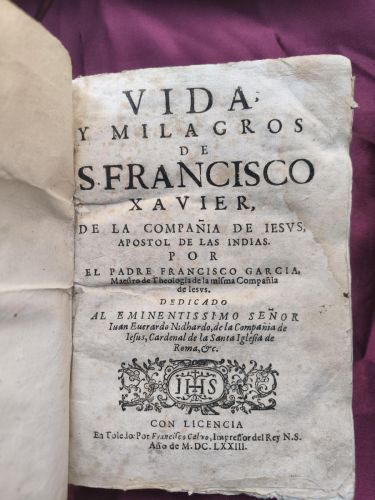 VIDA,
Y MILAGROS
DE
S. FRANCISCO
XAVIER,
DE LA COMPAÑIA DE IESVS,
APOSTOL DE LAS INDIAS.
POR
EL PADRE FRANCISCO GARCIA,
Maestro de Theologia de la misma Compañia
de Iesvs.
DEDICADO
AL EMINENTISSIMO SEÑOR
Iuan Euerardo Nidhardo, de la Compañia de
Iesus, Cardenal de la Santa Iglesia de
Roma, &c.
IHS
CON LICENCIA
En Toledo: Por Francisco Calvo, Impressor del Rey N.S.
Año de M.DC.LXXIII.